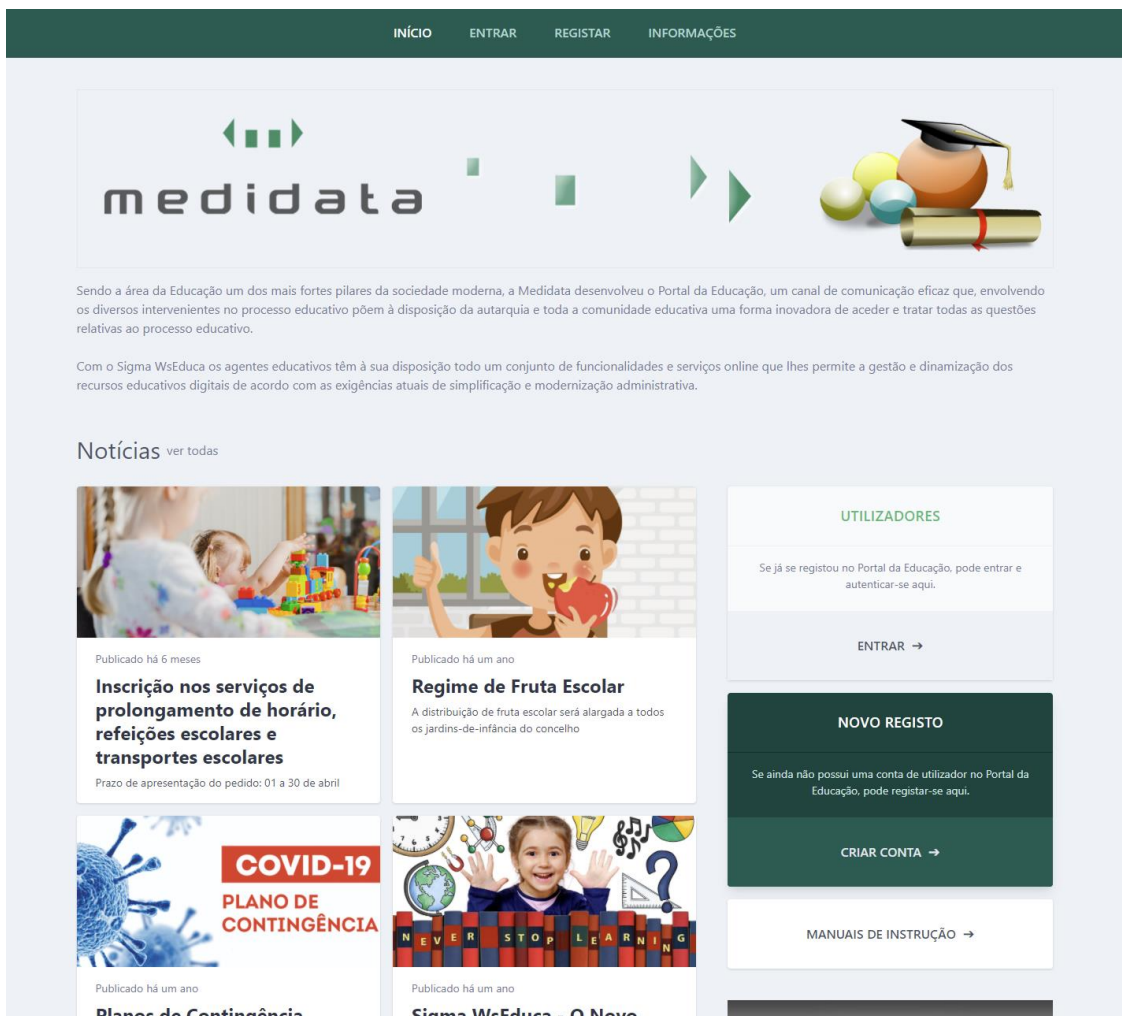 INÍCIO ENTRAR REGISTAR INFORMAÇÕES
medidata
Sendo a área da Educação um dos mais fortes pilares da sociedade moderna, a Medidata desenvolveu o Portal da Educação, um canal de comunicação eficaz que, envolvendo
os diversos intervenientes no processo educativo põem à disposição da autarquia e toda a comunidade educativa uma forma inovadora de aceder e tratar todas as questões
relativas ao processo educativo.
Com o Sigma WsEduca os agentes educativos têm à sua disposição todo um conjunto de funcionalidades e serviços online que lhes permite a gestão e dinamização dos
recursos educativos digitais de acordo com as exigências atuais de simplificação e modernização administrativa.
Notícias ver todas
Publicado há 6 meses
Inscrição nos serviços de
prolongamento de horário,
refeições escolares e
transportes escolares
Prazo de apresentação do pedido: 01 a 30 de abril
Publicado há um ano
Regime de Fruta Escolar
A distribuição de fruta escolar será alargada a todos
os jardins-de-infância do concelho
COVID-19
PLANO DE
CONTINGÊNCIA
Publicado há um ano
Planos de Contingência
NEVER STOP LEARNING
Publicado há um ano
Sigma WsEduca - O Novo
UTILIZADORES
Se já se registou no Portal da Educação, pode entrar e
autenticar-se aqui.
ENTRAR →
NOVO REGISTO
Se ainda não possui uma conta de utilizador no Portal da
Educação, pode registar-se aqui.
CRIAR CONTA →
MANUAIS DE INSTRUÇÃO →